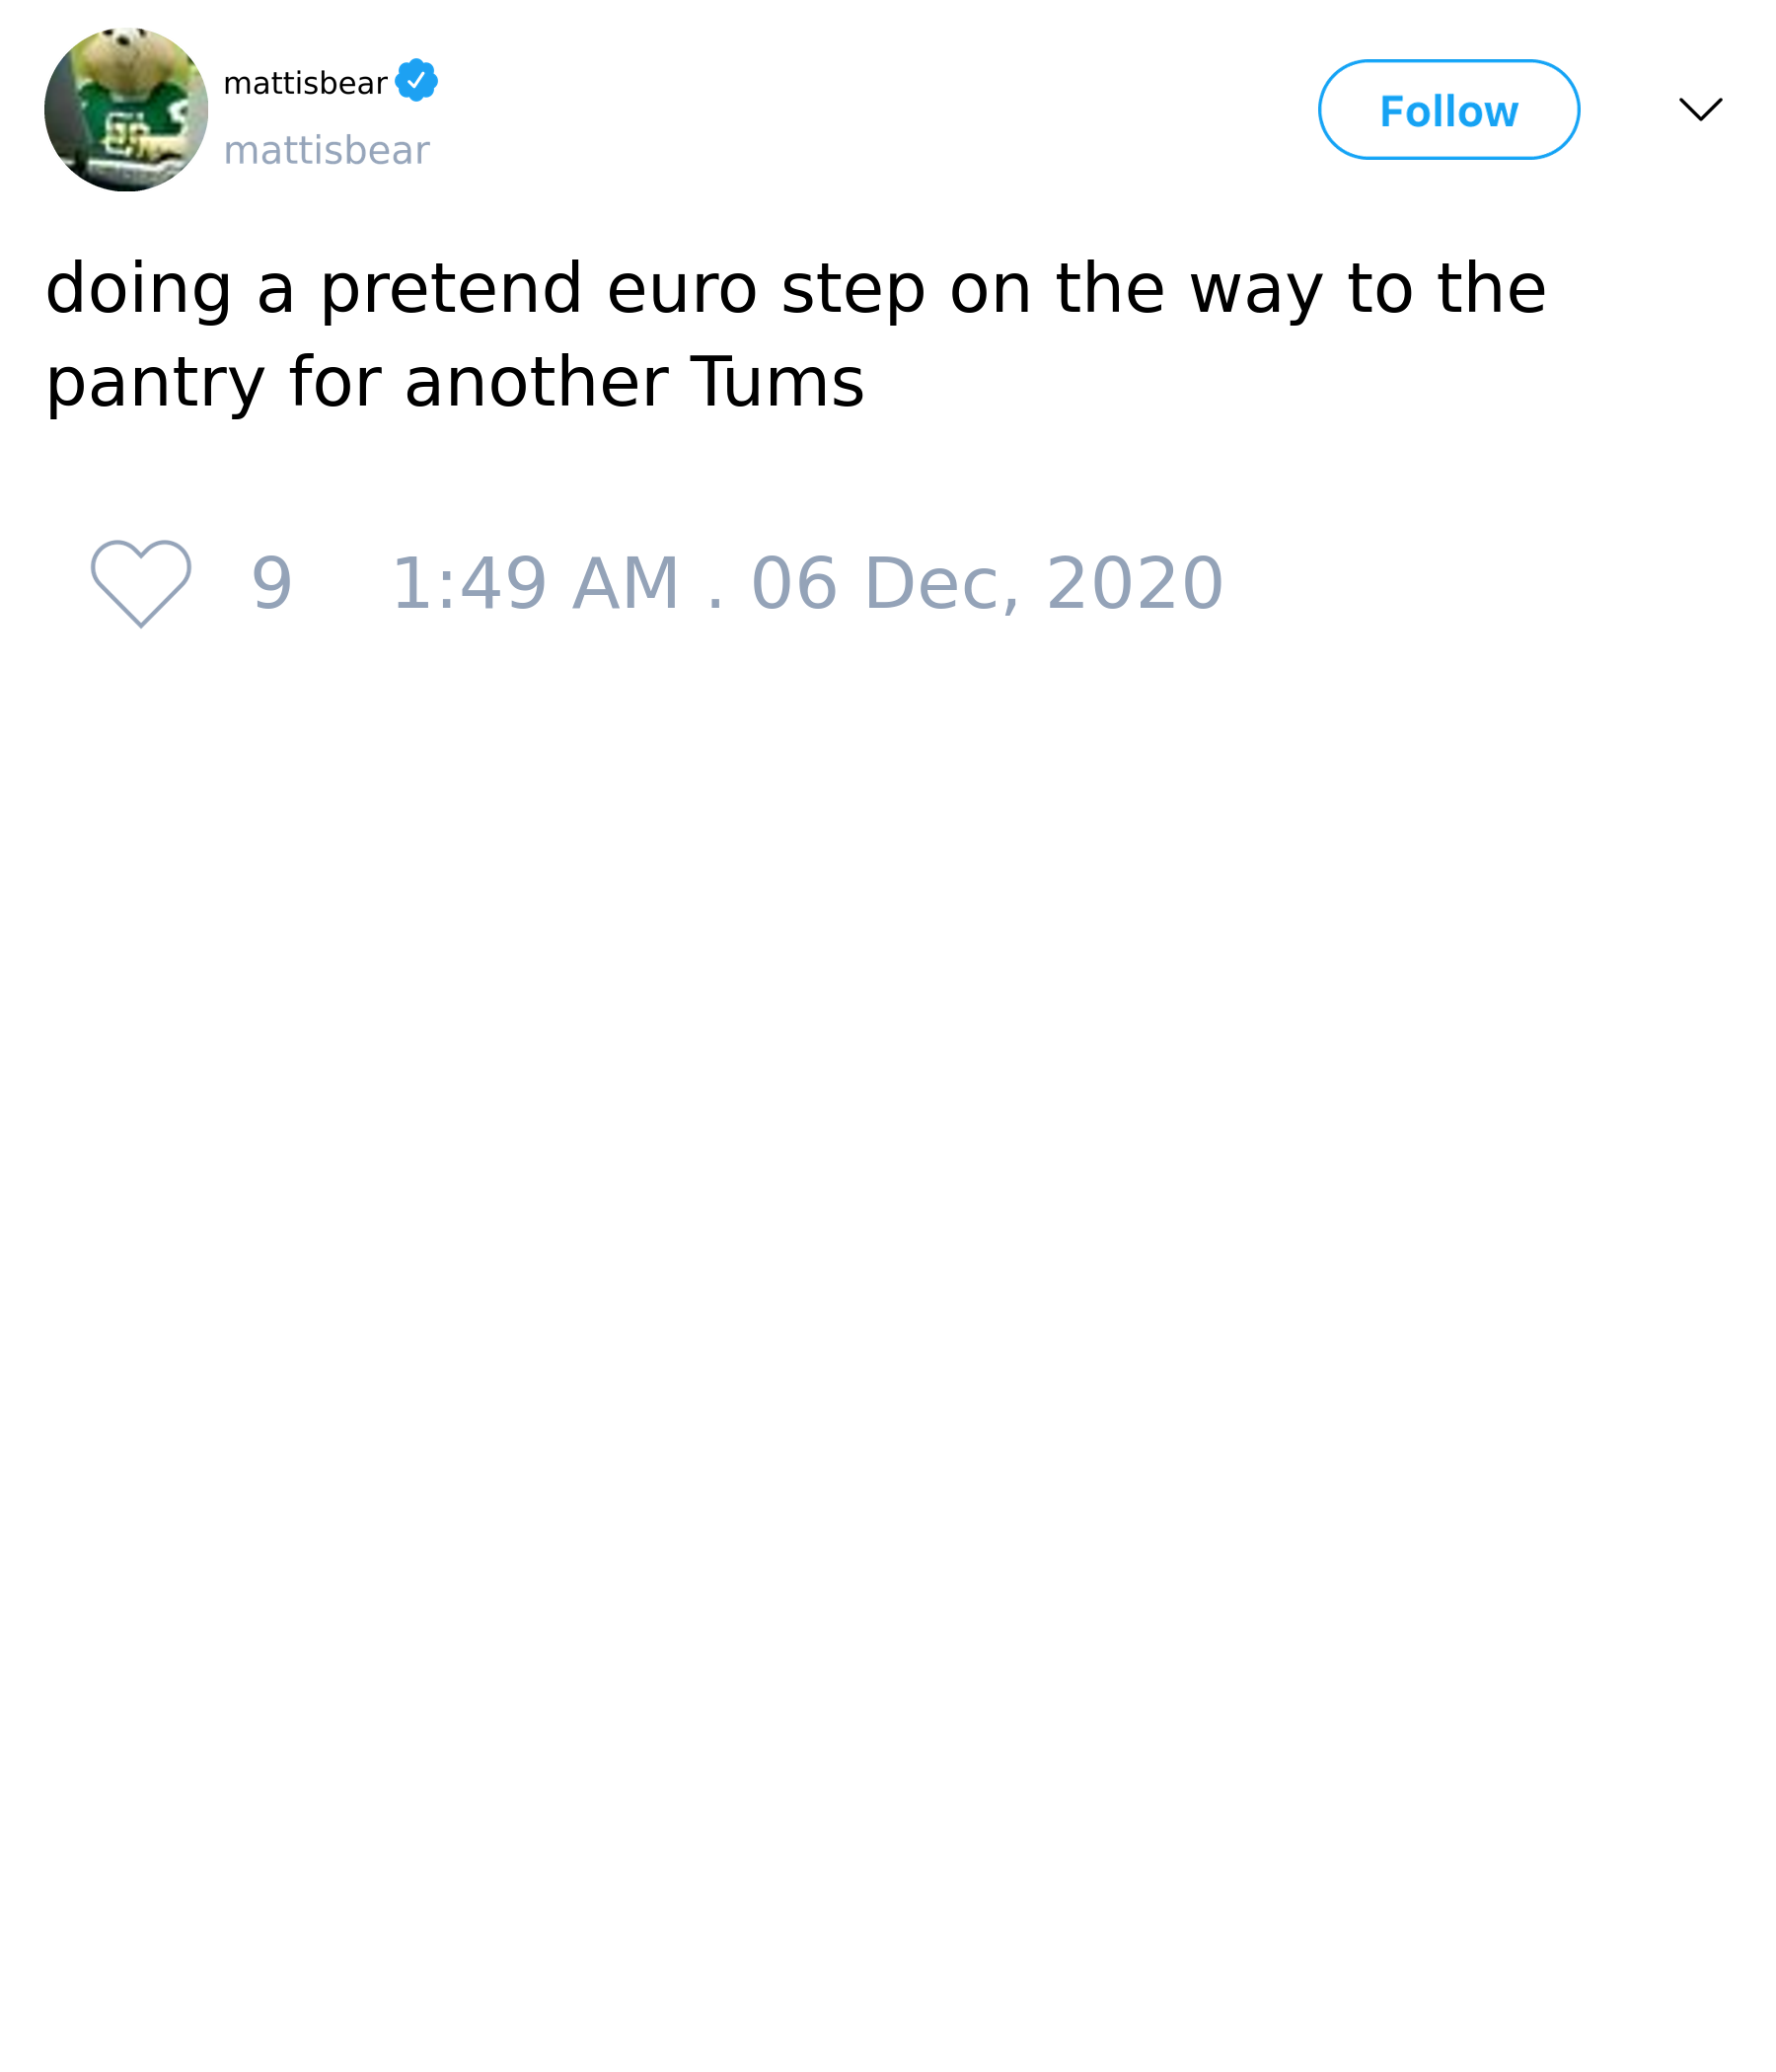 mattisbear
mattisbear
Follow
doing a pretend euro step on the way to the
pantry for another Tums
9 1:49 AM . 06 Dec, 2020